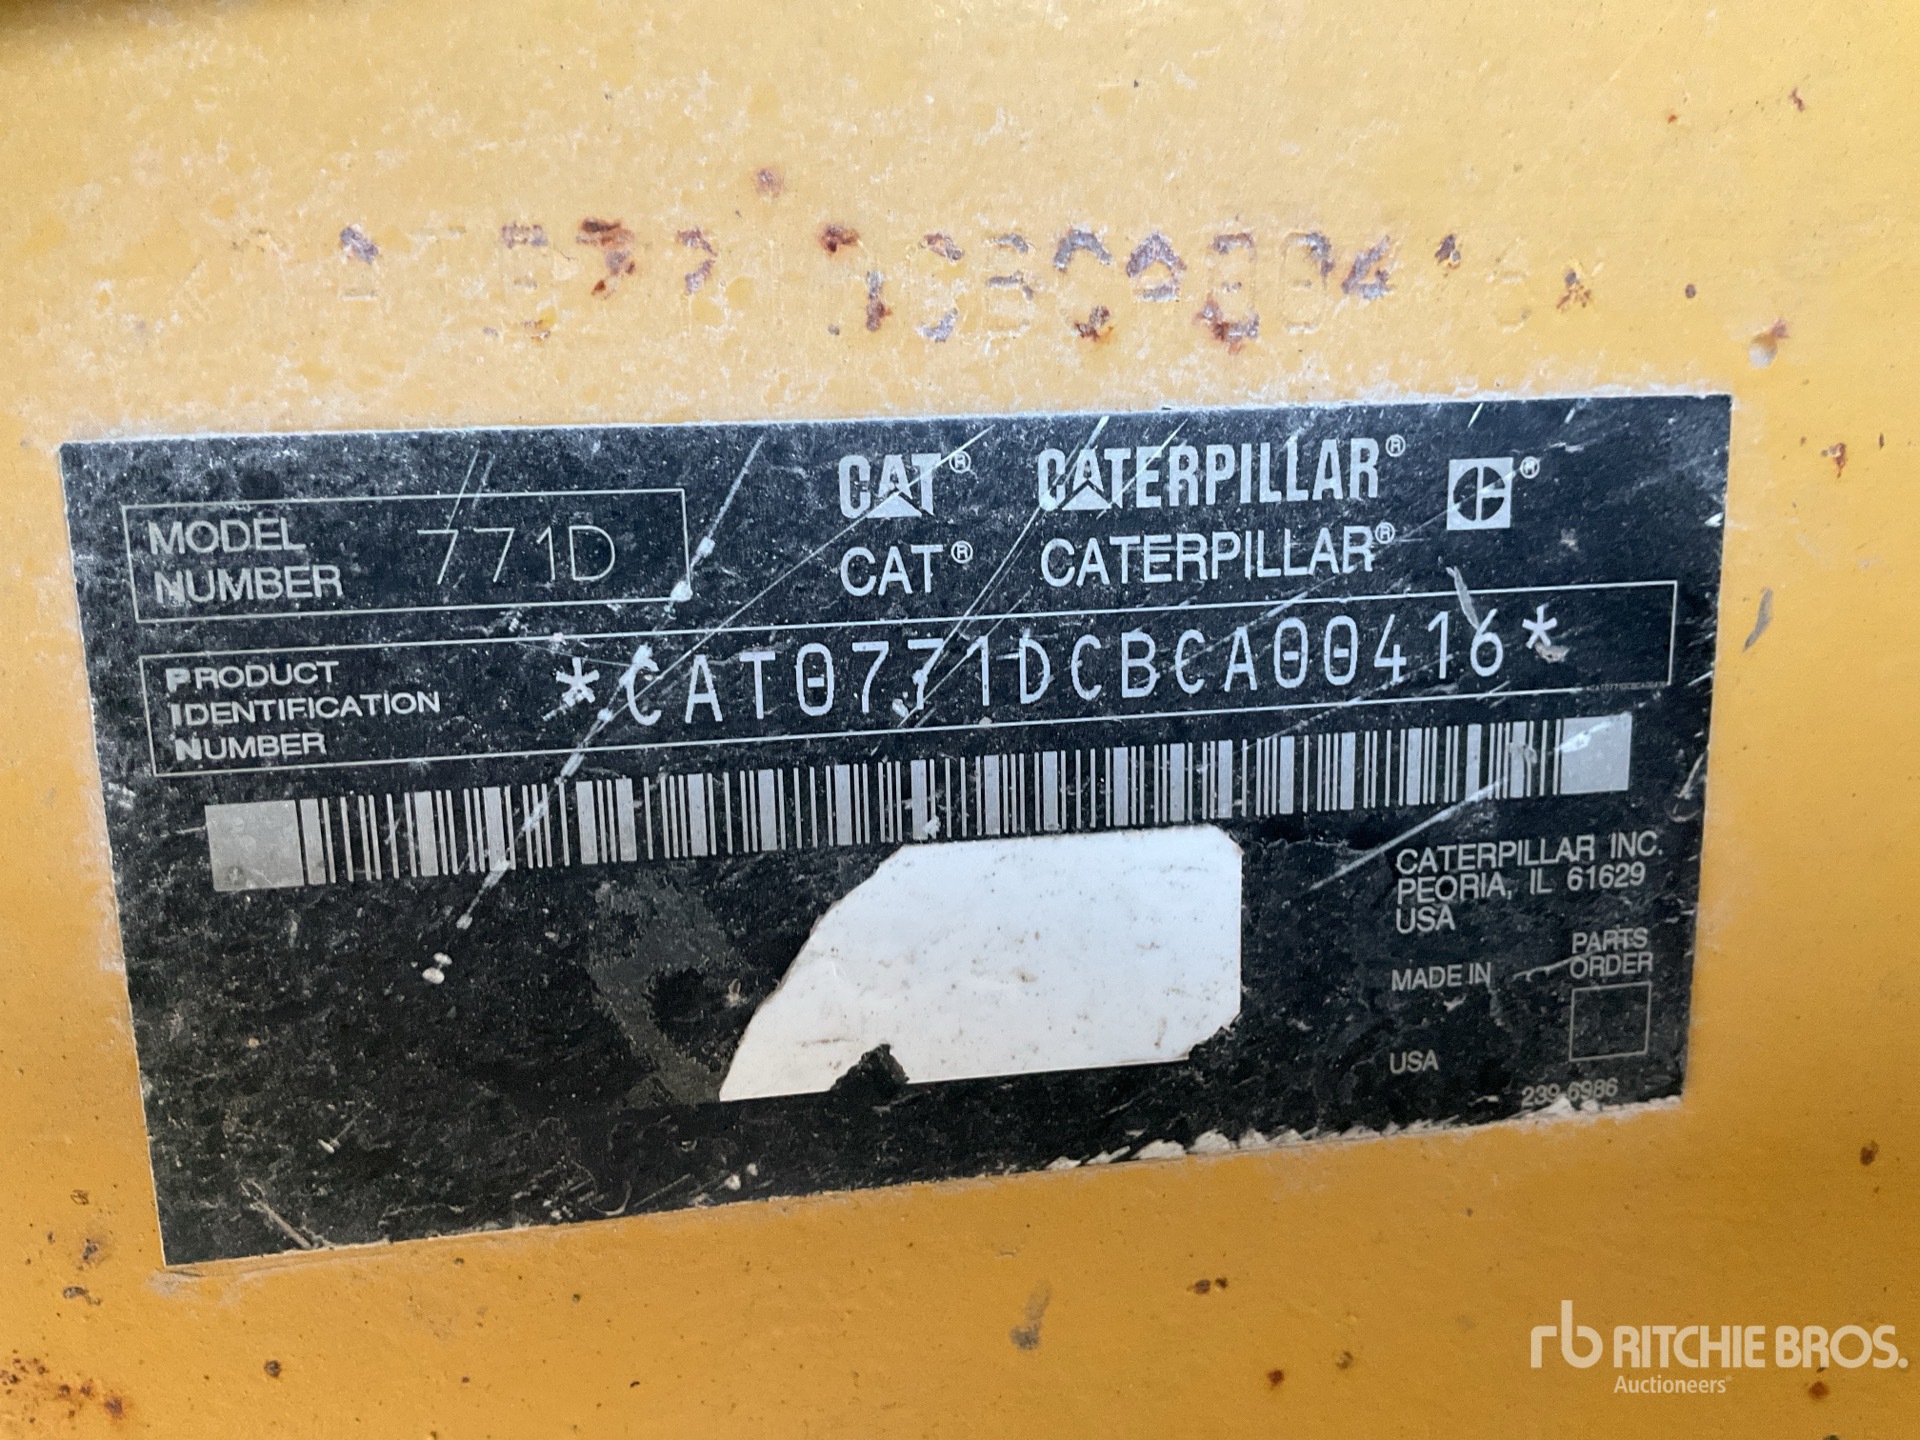 CAT® CATERPILLAR®
MODEL NUMBER 771D
CAT® CATERPILLAR®
PRODUCT IDENTIFICATION NUMBER *CAT0771DCBCA00416*
CATERPILLAR INC.
PEORIA, IL 61629
USA
MADE IN
USA
PARTS
ORDER
239-6986
rb RITCHIE BROS.
Auctioneers